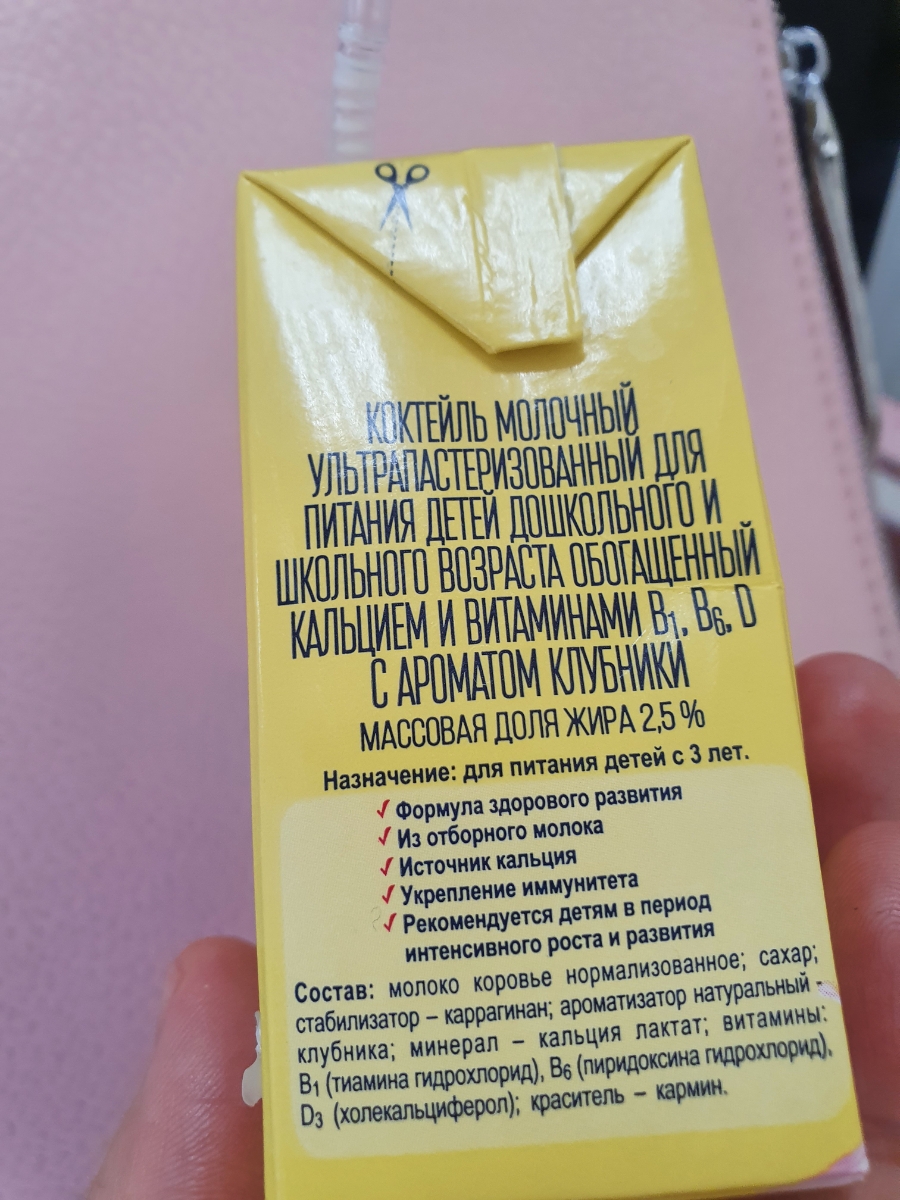 КОКТЕЙЛЬ МОЛОЧНЫЙ
УЛЬТРАПАСТЕРИЗОВАННЫЙ ДЛЯ
ПИТАНИЯ ДЕТЕЙ ДОШКОЛЬНОГО И
ШКОЛЬНОГО ВОЗРАСТА ОБОГАЩЕННЫЙ
КАЛЬЦИЕМ И ВИТАМИНАМИ B1, B6, D
С АРОМАТОМ КЛУБНИКИ
МАССОВАЯ ДОЛЯ ЖИРА 2,5 %
Назначение: для питания детей с 3 лет.
✓ Формула здорового развития
✓ Из отборного молока
✓ Источник кальция
✓ Укрепление иммунитета
✓ Рекомендуется детям в период
интенсивного роста и развития
Состав: молоко коровье нормализованное; сахар;
стабилизатор – каррагинан; ароматизатор натуральный -
клубника; минерал – кальция лактат; витамины:
B1 (тиамина гидрохлорид), B6 (пиридоксина гидрохлорид),
D3 (холекальциферол); краситель – кармин.